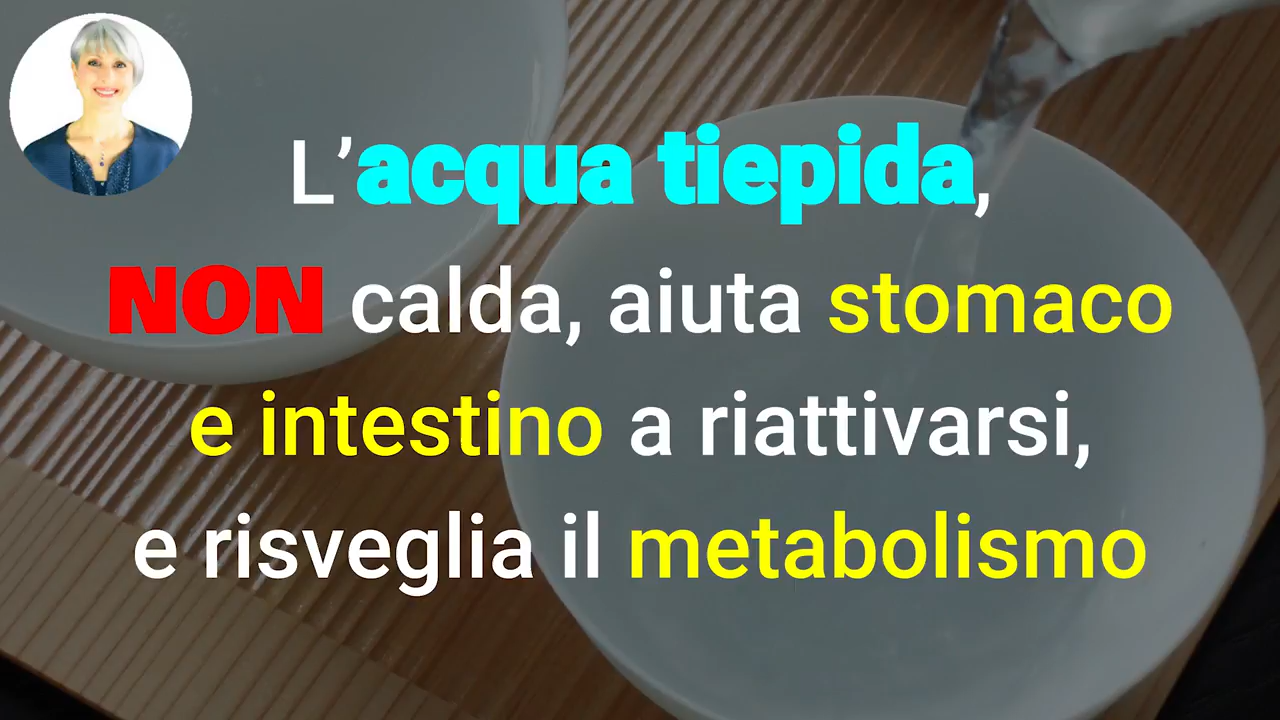 L’acqua tiepida,
NON calda, aiuta stomaco
e intestino a riattivarsi,
e risveglia il metabolismo